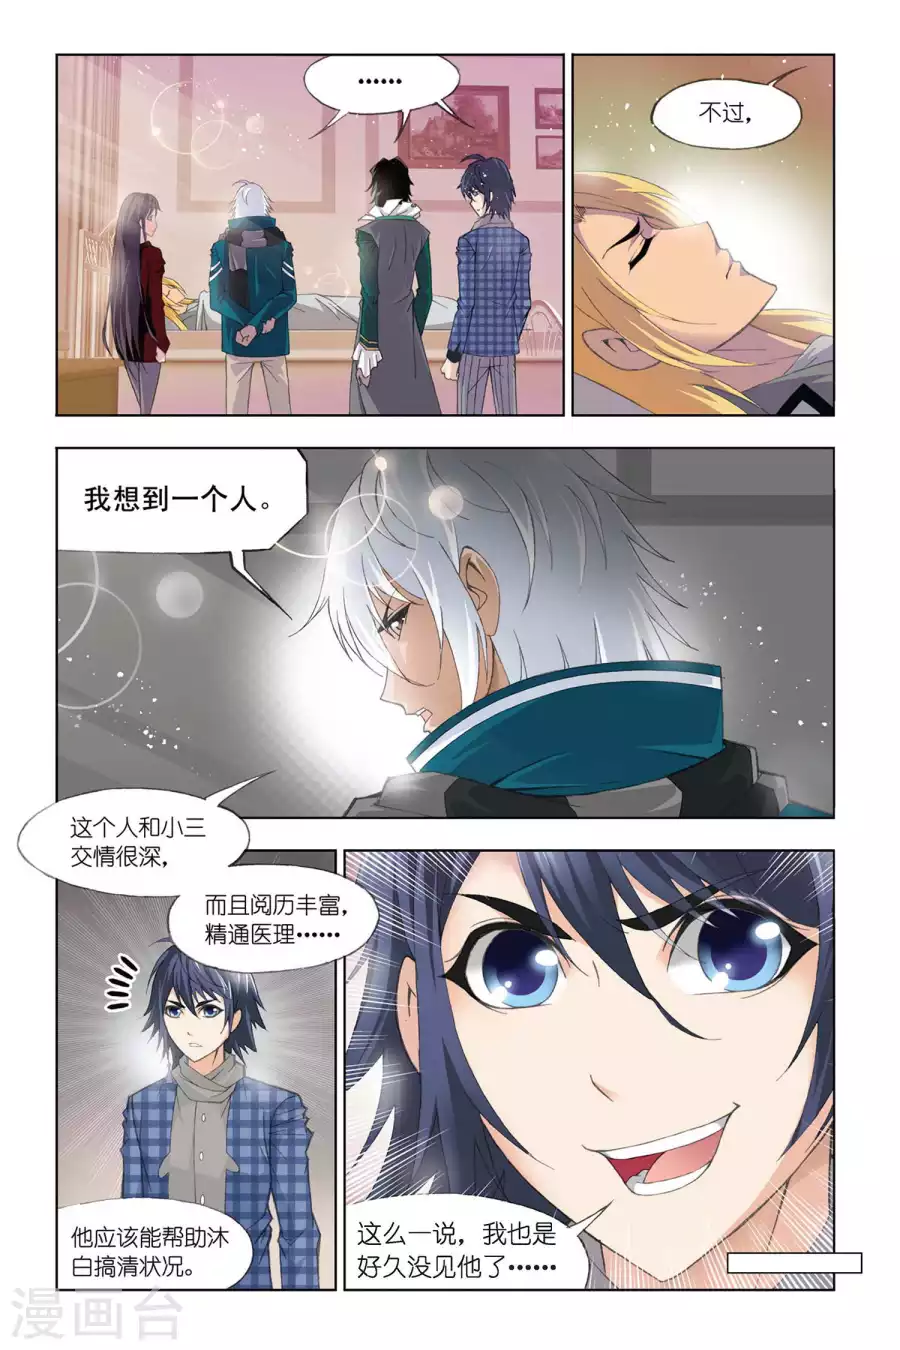 ……
不过，
我想到一个人。
这个人和小三
交情很深，
而且阅历丰富，
精通医理……
他应该能帮助沐
白搞清状况。
这么一说，我也是
好久没见他了……
漫画台